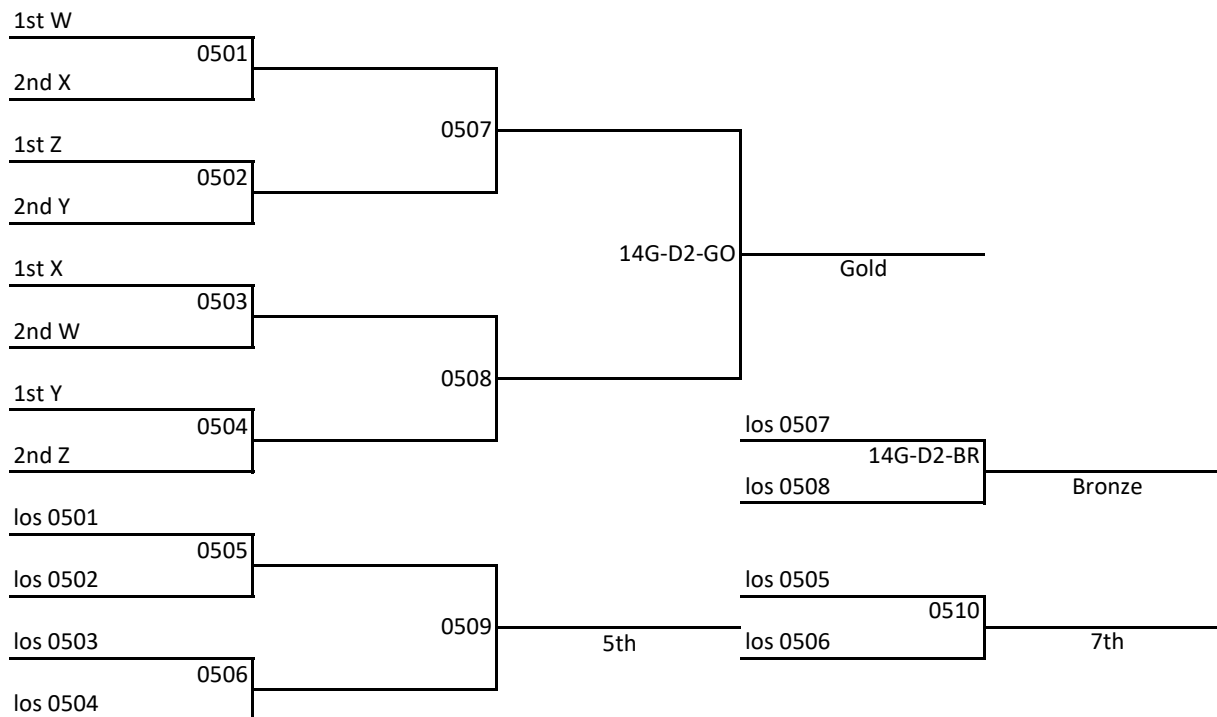 1st W
0501
2nd X
0507
1st Z
0502
2nd Y
14G-D2-GO
Gold
1st X
0503
2nd W
0508
1st Y
0504
2nd Z
los 0507
14G-D2-BR
los 0508
Bronze
los 0501
0505
los 0502
0509
5th
los 0503
0506
los 0504
los 0505
0510
los 0506
7th